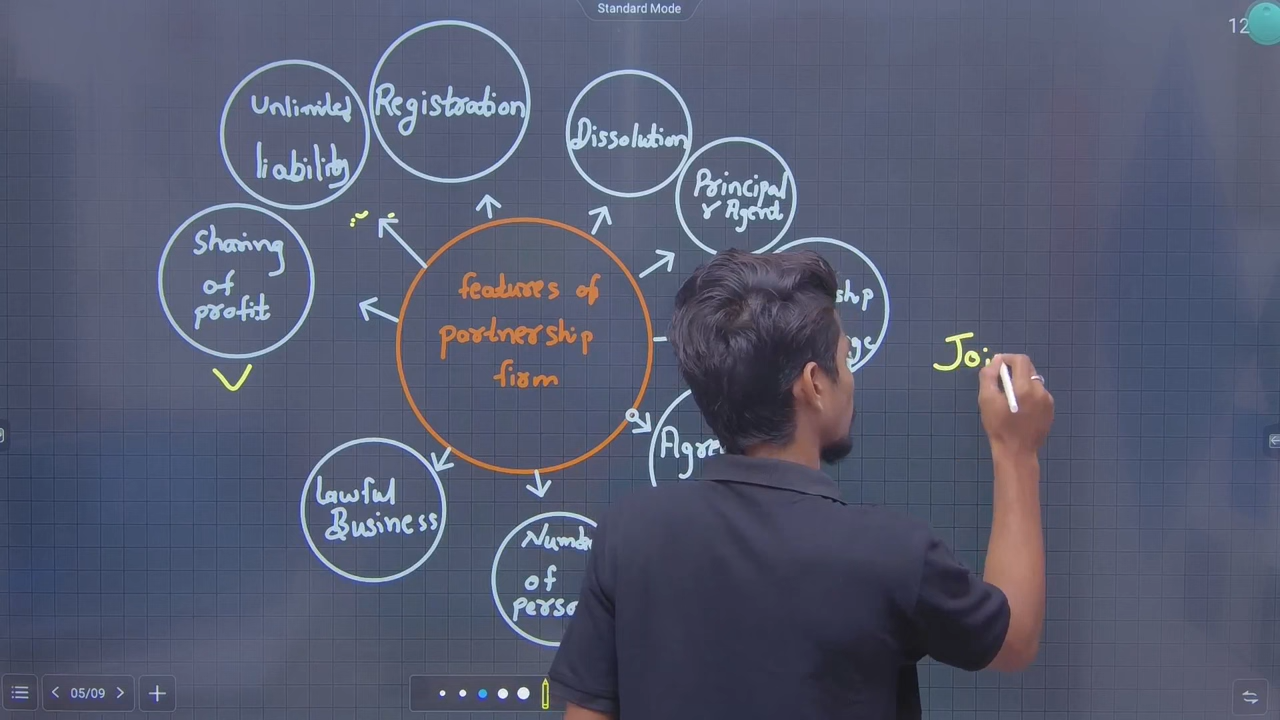 Standard Mode
12
Unlimited
liability
Registration
Dissolution
Principal
& Agent
Sharing
of
profit
features of
partnership
firm
Joi
Lawful
Business
of
05/09